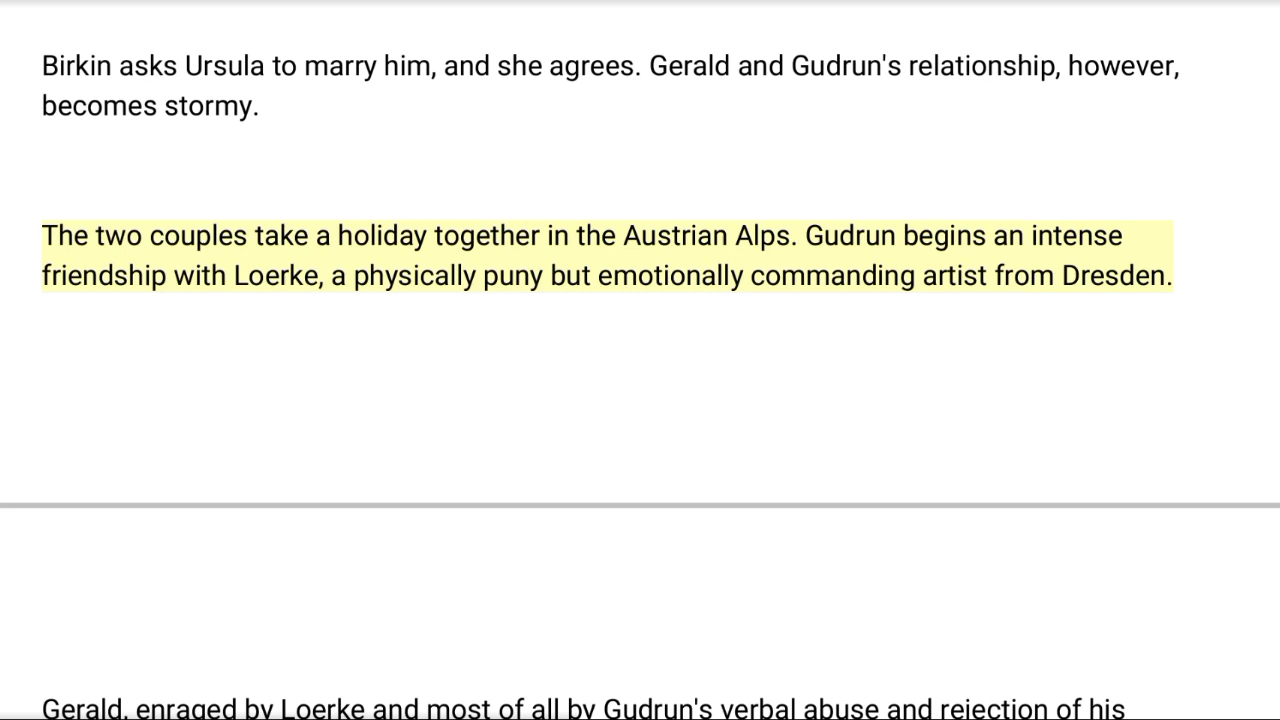 Birkin asks Ursula to marry him, and she agrees. Gerald and Gudrun's relationship, however,
becomes stormy.
The two couples take a holiday together in the Austrian Alps. Gudrun begins an intense
friendship with Loerke, a physically puny but emotionally commanding artist from Dresden.
Gerald, enraged by Loerke and most of all by Gudrun's verbal abuse and rejection of his